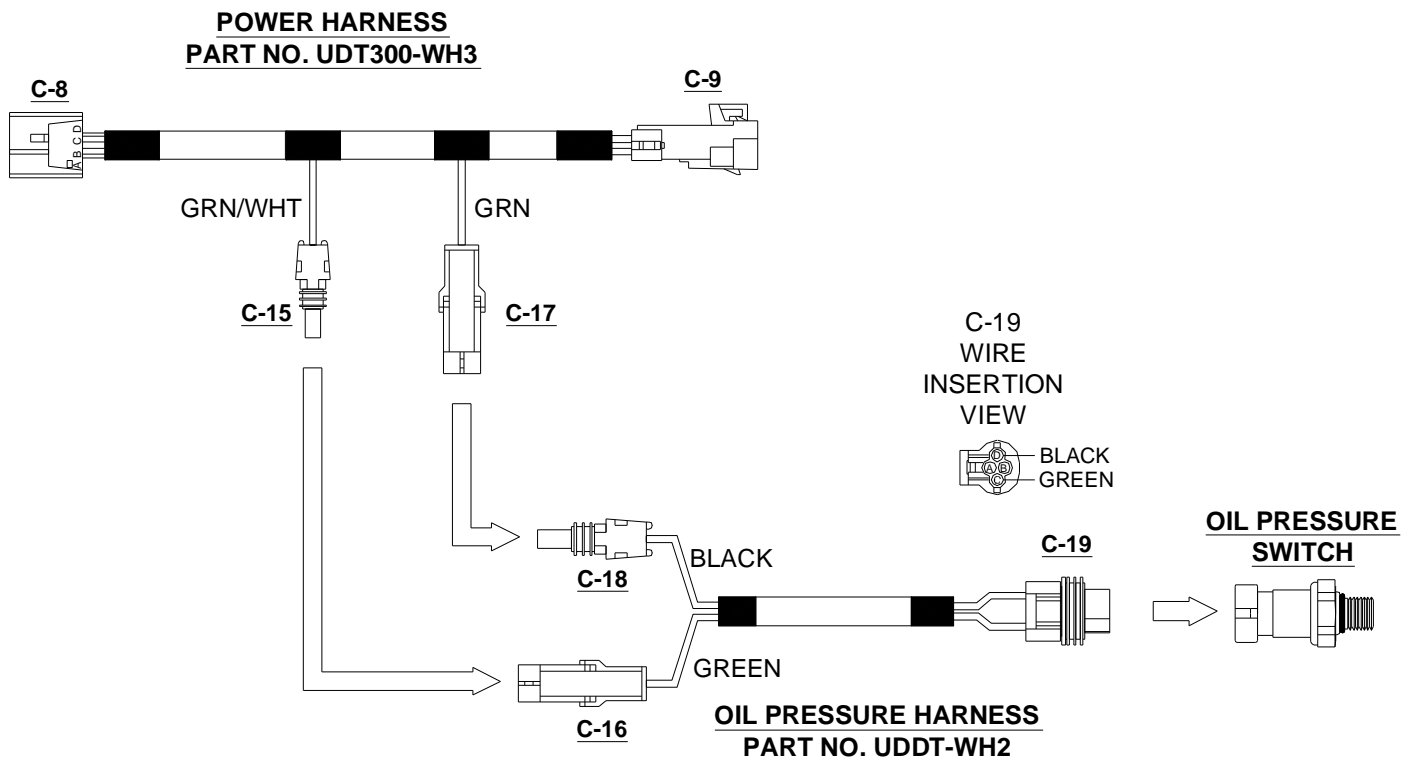 POWER HARNESS
PART NO. UDT300-WH3
C-8
C-9
A B C D
GRN/WHT
GRN
C-15
C-17
C-19
WIRE
INSERTION
VIEW
D
A B
C
BLACK
GREEN
OIL PRESSURE
SWITCH
C-19
C-18
BLACK
GREEN
C-16
OIL PRESSURE HARNESS
PART NO. UDDT-WH2